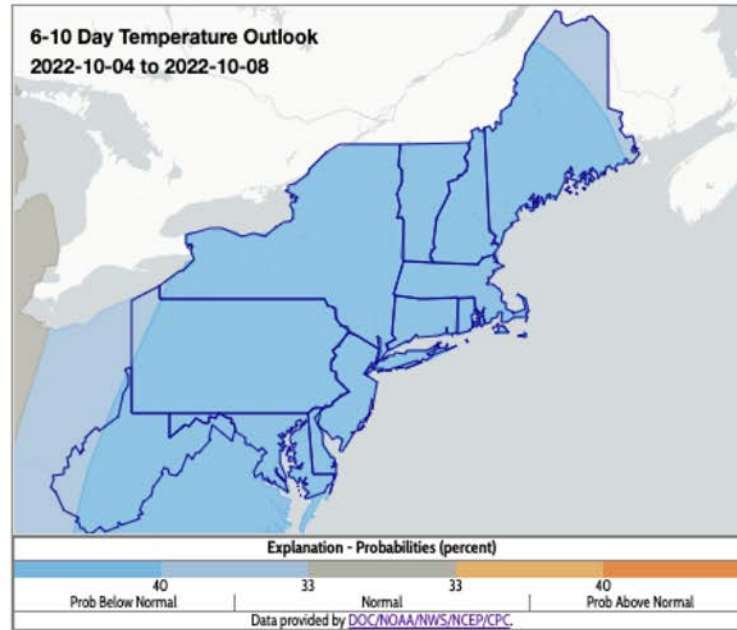 6-10 Day Temperature Outlook
2022-10-04 to 2022-10-08
Explanation - Probabilities (percent)
40 33 33 40
Prob Below Normal Normal Prob Above Normal
Data provided by DOC/NOAA/NWS/NCEP/CPC.